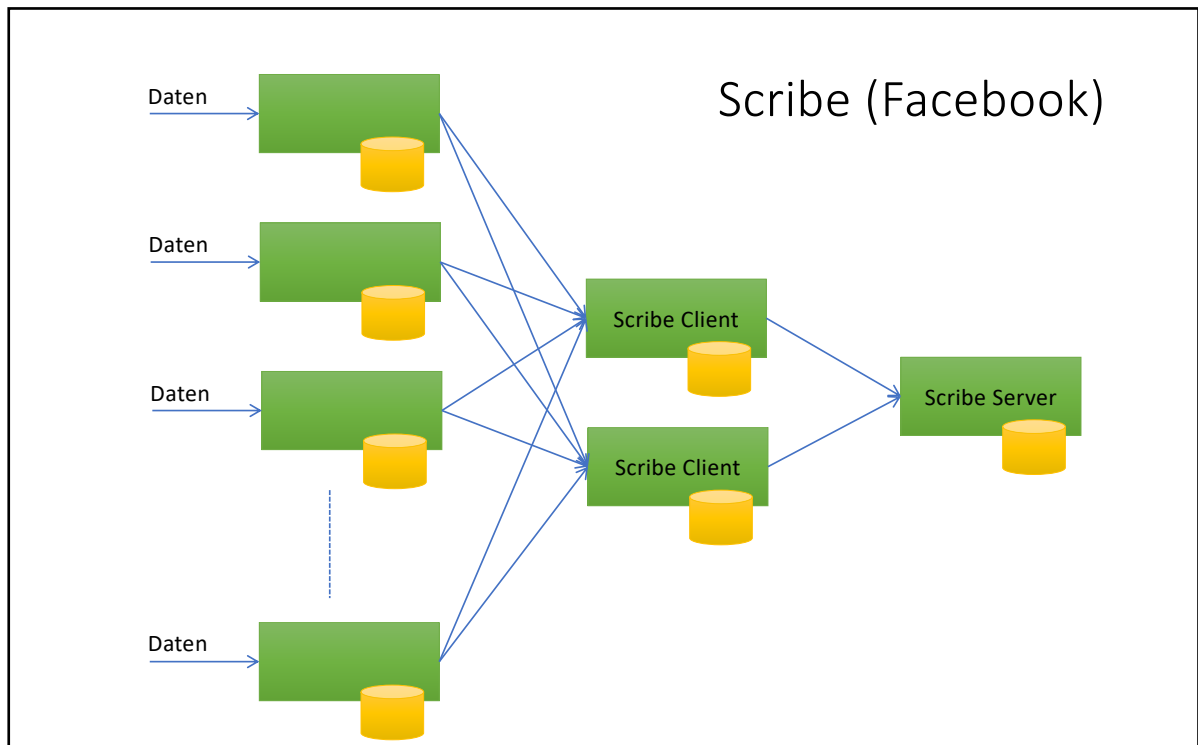 Scribe (Facebook)
Daten
Daten
Scribe Client
Daten
Scribe Server
Scribe Client
Daten